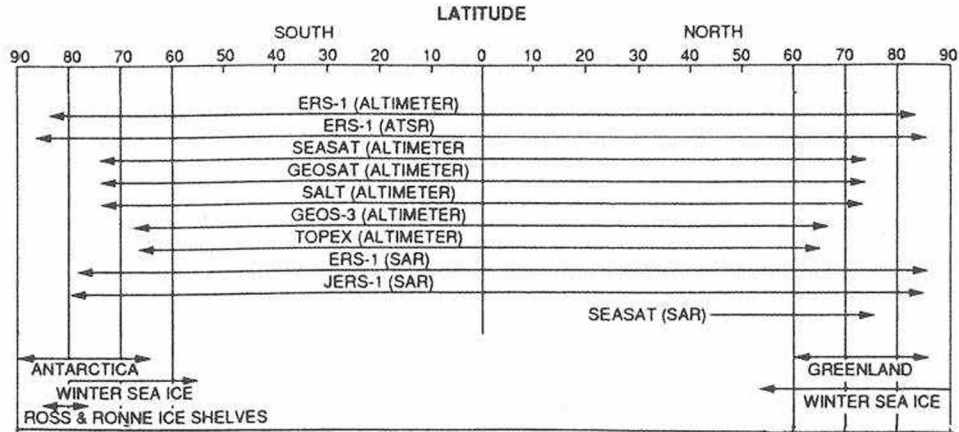 LATITUDE
SOUTH NORTH
90 80 70 60 50 40 30 20 10 0 10 20 30 40 50 60 70 80 90
ERS-1 (ALTIMETER)
ERS-1 (ATSR)
SEASAT (ALTIMETER
GEOSAT (ALTIMETER)
SALT (ALTIMETER)
GEOS-3 (ALTIMETER)
TOPEX (ALTIMETER)
ERS-1 (SAR)
JERS-1 (SAR)
SEASAT (SAR)
ANTARCTICA GREENLAND
WINTER SEA ICE WINTER SEA ICE
ROSS & RONNE ICE SHELVES